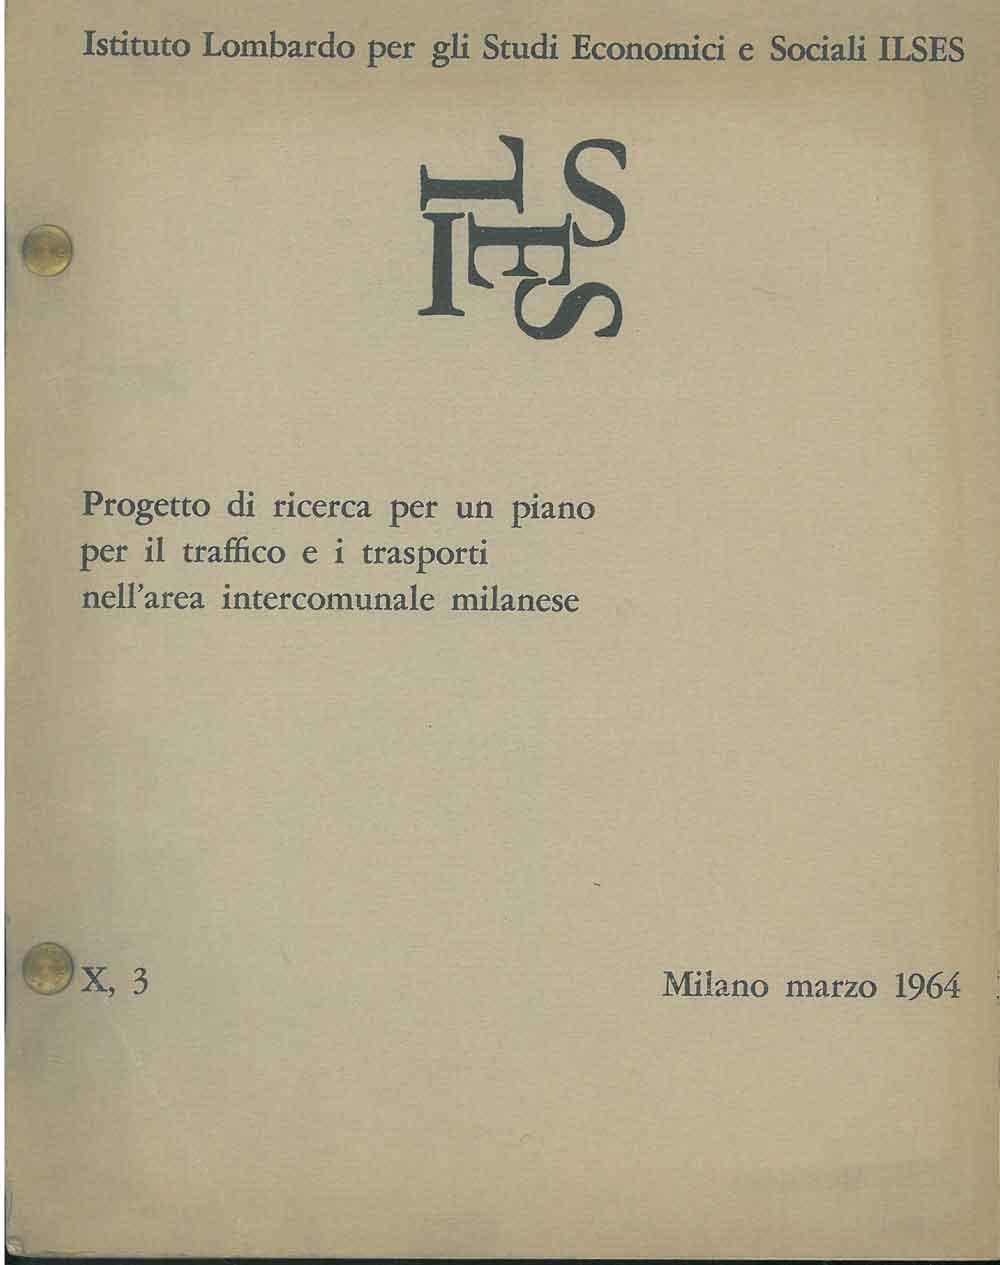 Istituto Lombardo per gli Studi Economici e Sociali ILSES
ILSES
Progetto di ricerca per un piano
per il traffico e i trasporti
nell'area intercomunale milanese
X, 3
Milano marzo 1964